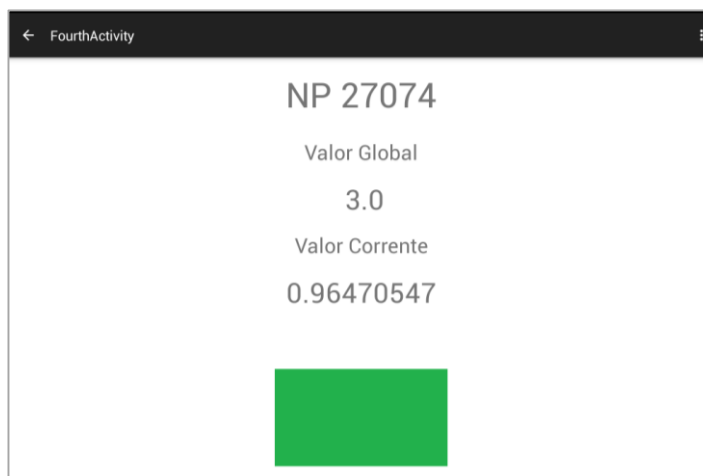 FourthActivity
NP 27074
Valor Global
3.0
Valor Corrente
0.96470547